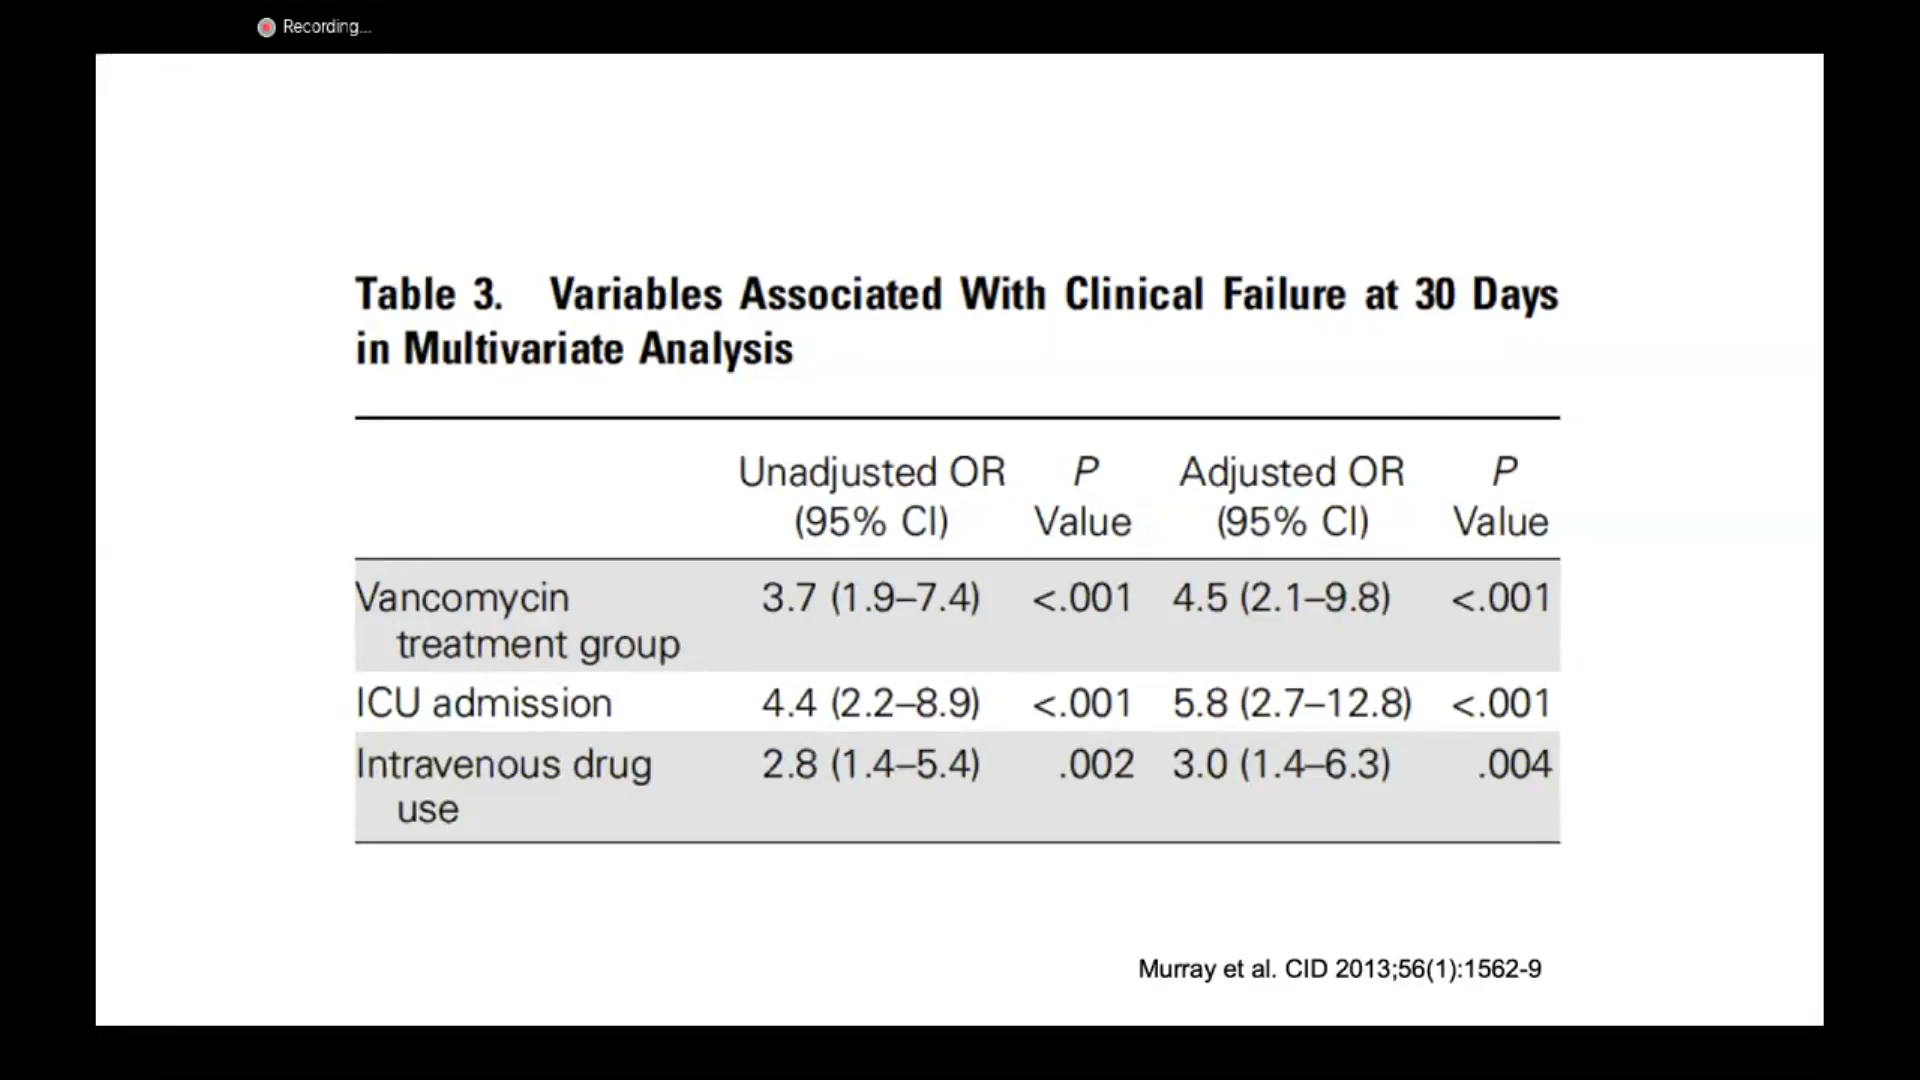 Recording...
Table 3. Variables Associated With Clinical Failure at 30 Days
in Multivariate Analysis
Unadjusted OR P Adjusted OR P
(95% CI) Value (95% CI) Value
Vancomycin 3.7 (1.9–7.4) <.001 4.5 (2.1–9.8) <.001
treatment group
ICU admission 4.4 (2.2–8.9) <.001 5.8 (2.7–12.8) <.001
Intravenous drug 2.8 (1.4–5.4) .002 3.0 (1.4–6.3) .004
use
Murray et al. CID 2013;56(1):1562-9